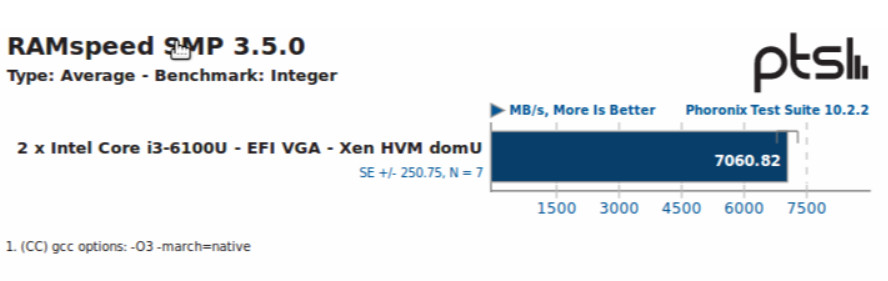 RAMspeed SMP 3.5.0
Type: Average - Benchmark: Integer
ptsl
MB/s, More Is Better Phoronix Test Suite 10.2.2
2 x Intel Core i3-6100U - EFI VGA - Xen HVM domU
7060.82
SE +/- 250.75, N = 7
1500 3000 4500 6000 7500
1. (CC) gcc options: -O3 -march=native